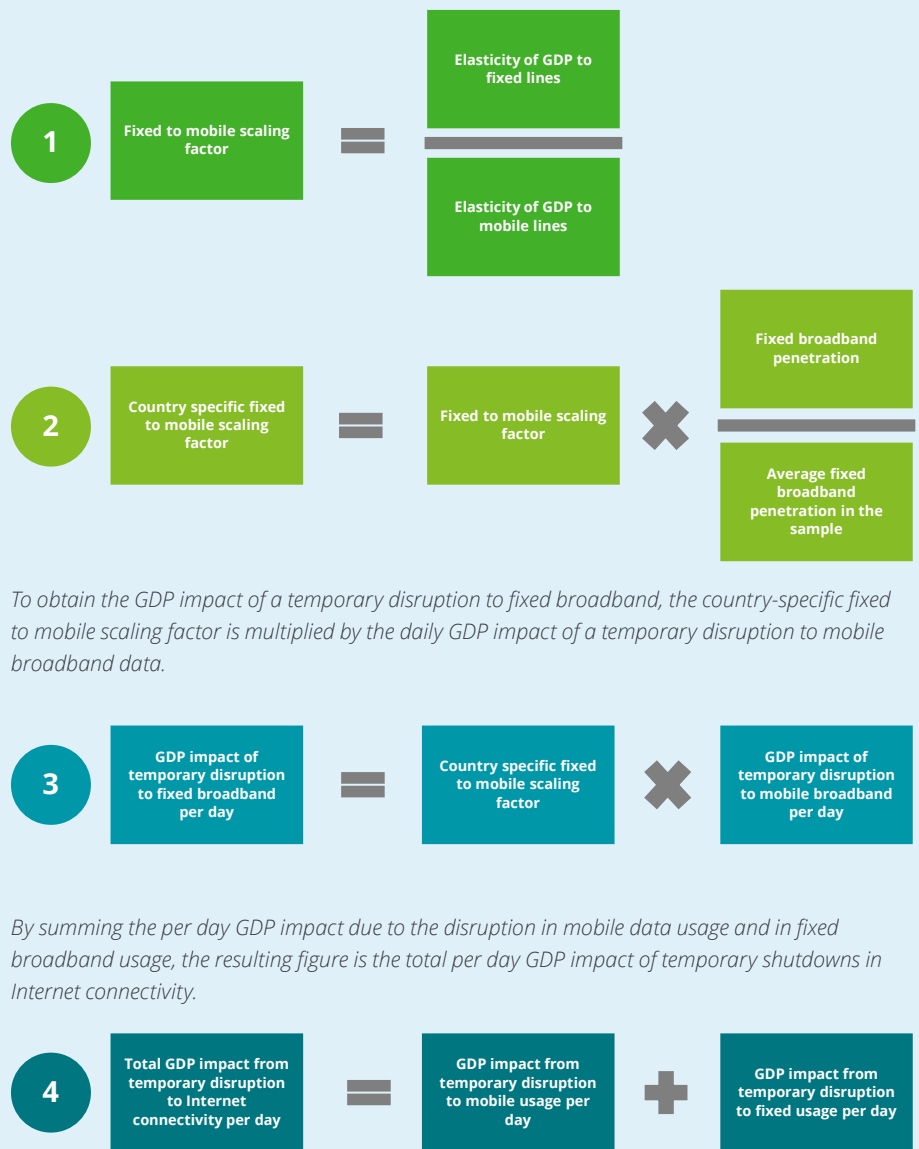 1
Fixed to mobile scaling
factor
Elasticity of GDP to
fixed lines
Elasticity of GDP to
mobile lines
2
Country specific fixed
to mobile scaling
factor
Fixed to mobile scaling
factor
Fixed broadband
penetration
Average fixed
broadband
penetration in the
sample
To obtain the GDP impact of a temporary disruption to fixed broadband, the country-specific fixed
to mobile scaling factor is multiplied by the daily GDP impact of a temporary disruption to mobile
broadband data.
3
GDP impact of
temporary disruption
to fixed broadband
per day
Country specific fixed
to mobile scaling
factor
GDP impact of
temporary disruption
to mobile broadband
per day
By summing the per day GDP impact due to the disruption in mobile data usage and in fixed
broadband usage, the resulting figure is the total per day GDP impact of temporary shutdowns in
Internet connectivity.
4
Total GDP impact from
temporary disruption
to Internet
connectivity per day
GDP impact from
temporary disruption
to mobile usage per
day
GDP impact from
temporary disruption
to fixed usage per day